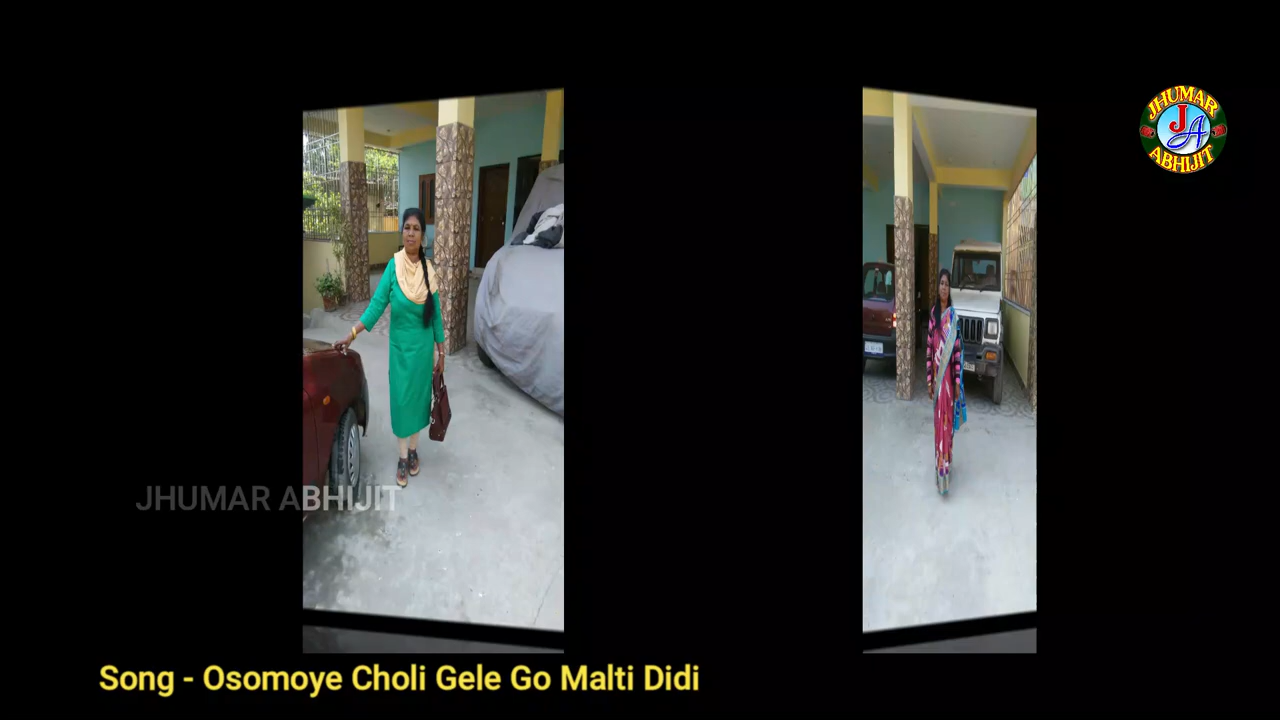 JHUMAR
JA
ABHIJIT
JHUMAR ABHIJIT
Song - Osomoye Choli Gele Go Malti Didi